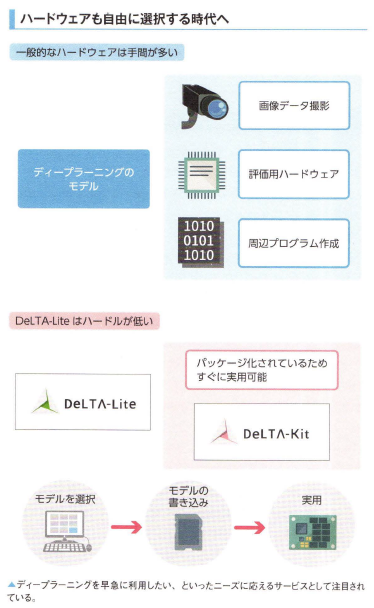 ハードウェアも自由に選択する時代へ
一般的なハードウェアは手間が多い
ディープラーニングの
モデル
画像データ撮影
評価用ハードウェア
1010
0101
1010
周辺プログラム作成
DeLTA-Lite はハードルが低い
パッケージ化されているため
すぐに実用可能
DeLTΛ-Lite
DeLTΛ-Kit
モデルを選択
モデルの
書き込み
実用
▲ディープラーニングを早急に利用したい、といったニーズに応えるサービスとして注目され
ている。